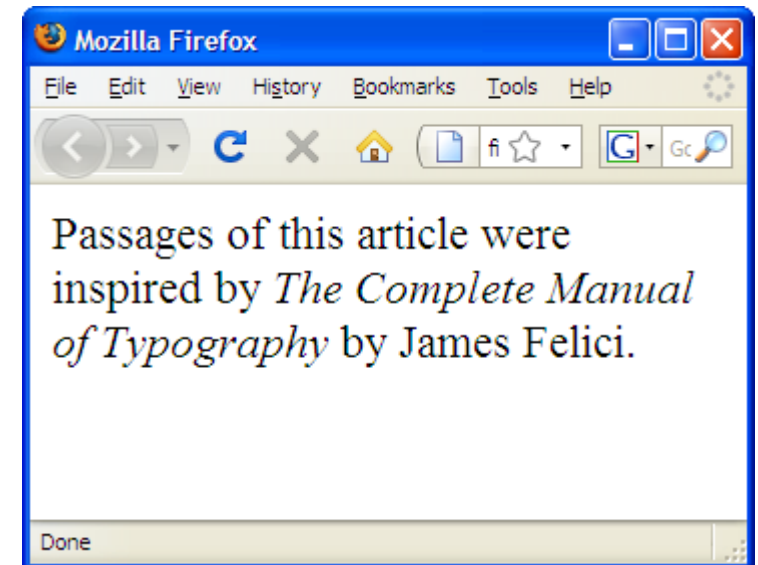 Mozilla Firefox
File Edit View History Bookmarks Tools Help
fi G Gc
Passages of this article were
inspired by The Complete Manual
of Typography by James Felici.
Done